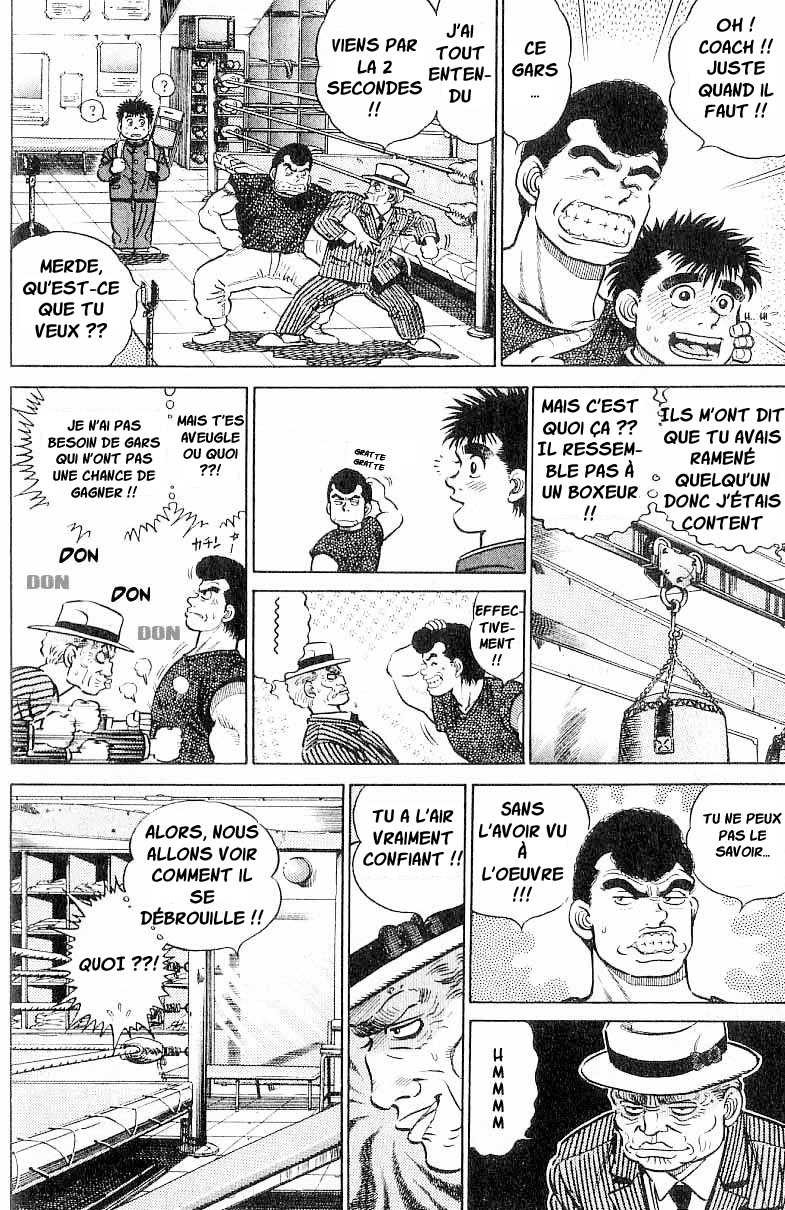 OH !
COACH !!
JUSTE
QUAND IL
FAUT !!
CE
GARS
...
H... HI
J'AI
TOUT
ENTEN-
DU
VIENS PAR
LA 2
SECONDES
!!
?
?
MERDE,
QU'EST-CE
QUE TU
VEUX ??
ILS M'ONT DIT
QUE TU AVAIS
RAMENÉ
QUELQU'UN
DONC J'ÉTAIS
CONTENT
MAIS C'EST
QUOI ÇA ??
IL RESSEM-
BLE PAS À
UN BOXEUR
!!
GRATTE
GRATTE
EFFEC-
TIVE-
MENT
!!
MAIS T'ES
AVEUGLE
OU QUOI
??!
JE N'AI PAS
BESOIN DE GARS
QUI N'ONT PAS
UNE CHANCE DE
GAGNER !!
カチ!
DON
DON
DON
DON
TU NE PEUX
PAS LE
SAVOIR...
SANS
L'AVOIR VU
À
L'OEUVRE
!!!
HMMMM
TU A L'AIR
VRAIMENT
CONFIANT !!
ALORS, NOUS
ALLONS VOIR
COMMENT IL
SE
DÉBROUILLE !!
QUOI ??!